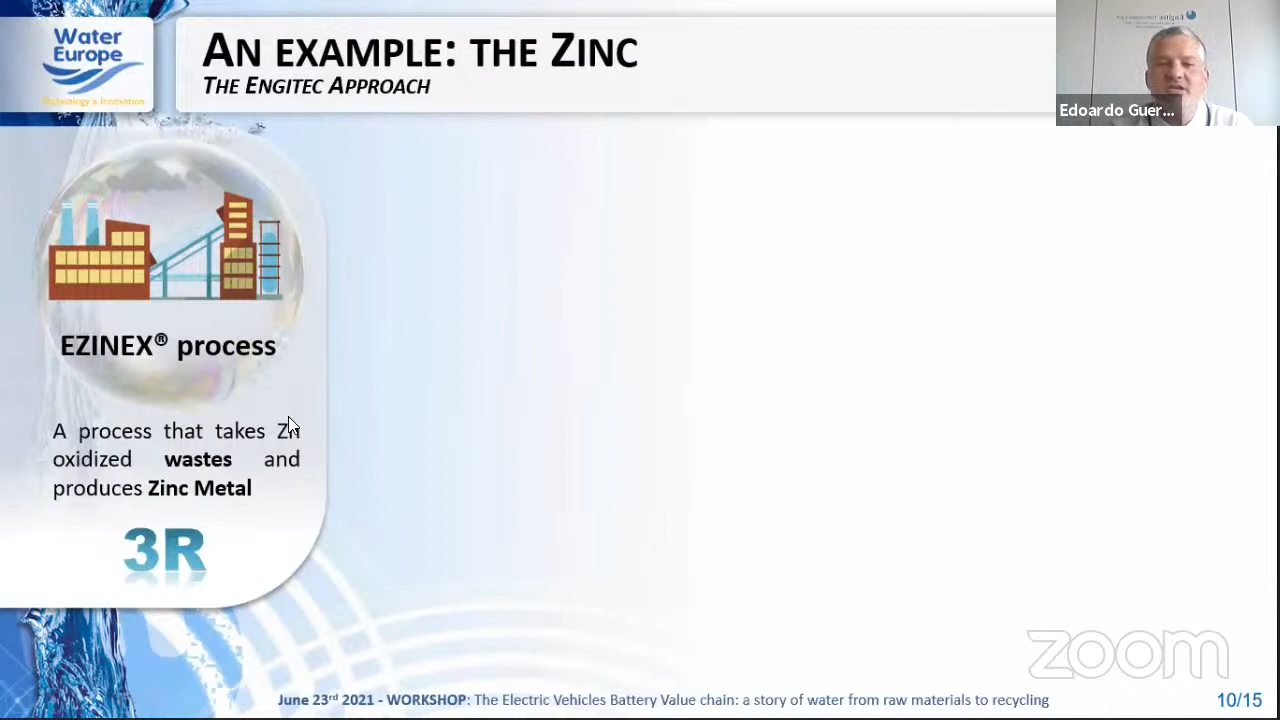 Water
Europe
Technology & Innovation
AN EXAMPLE: THE ZINC
THE ENGITEC APPROACH
Edoardo Guer...
EZINEX® process
A process that takes Zn
oxidized wastes and
produces Zinc Metal
3R
zoom
June 23rd 2021 - WORKSHOP: The Electric Vehicles Battery Value chain: a story of water from raw materials to recycling
10/15